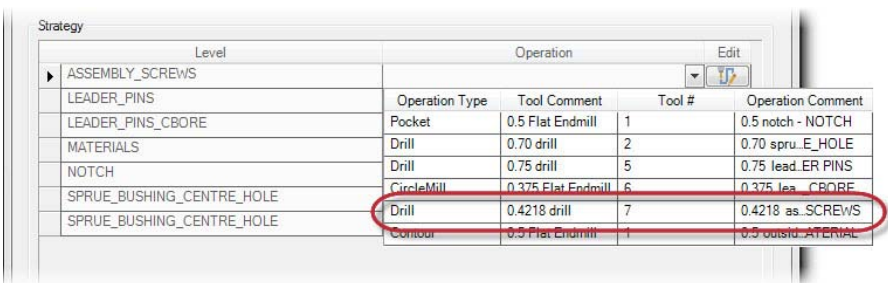 Strategy
Level Operation Edit
ASSEMBLY_SCREWS
LEADER_PINS
LEADER_PINS_CBORE
MATERIALS
NOTCH
SPRUE_BUSHING_CENTRE_HOLE
SPRUE_BUSHING_CENTRE_HOLE
Operation Type Tool Comment Tool # Operation Comment
Pocket 0.5 Flat Endmill 1 0.5 notch - NOTCH
Drill 0.70 drill 2 0.70 spru...E_HOLE
Drill 0.75 drill 5 0.75 lead...ER PINS
CircleMill 0.375 Flat Endmill 6 0.375 lea..._CBORE
Drill 0.4218 drill 7 0.4218 as...SCREWS
Contour 0.5 Flat Endmill 1 0.5 outsid...ATERIAL